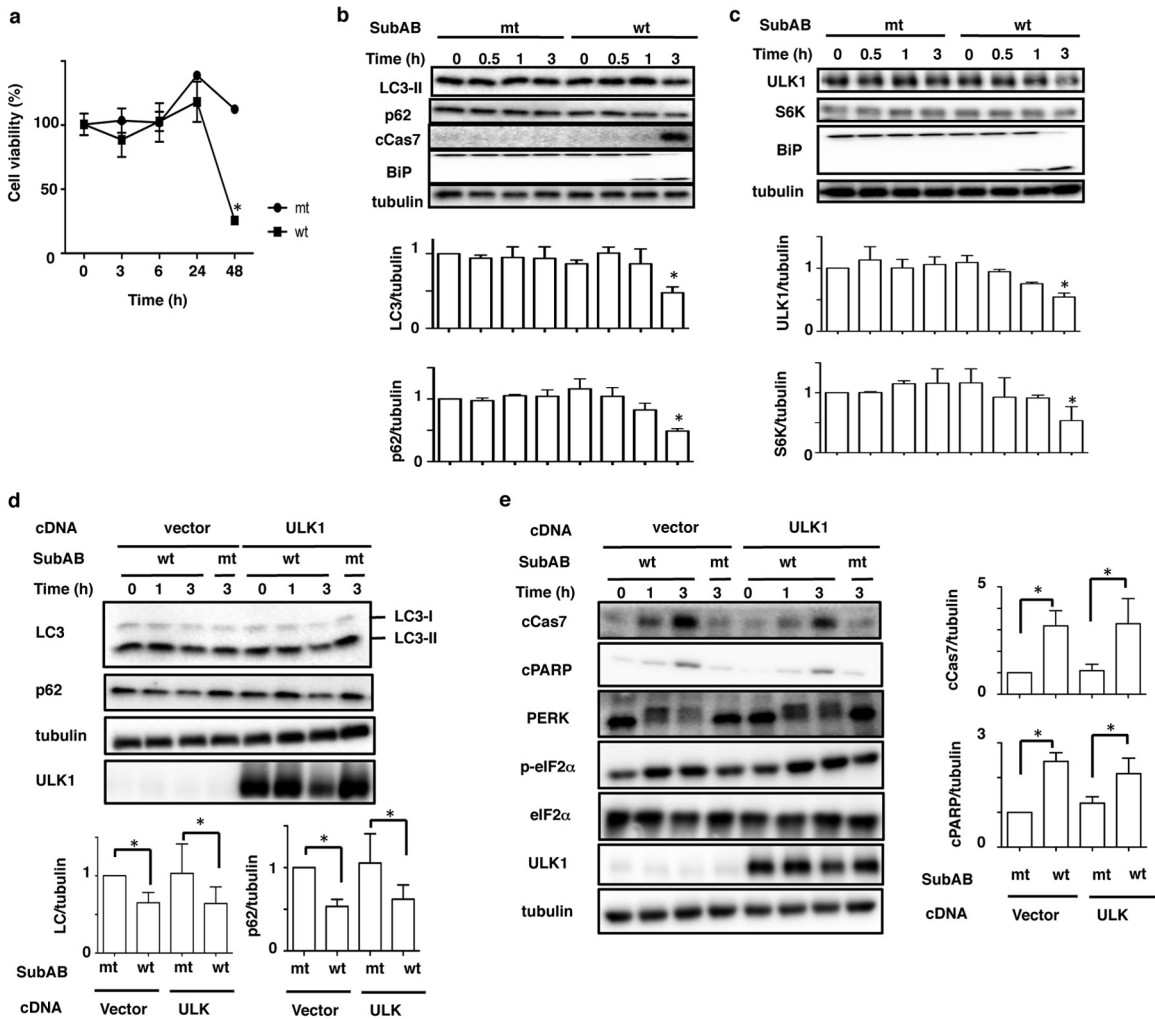 a
Cell viability (%)
100
50
0
0 3 6 24 48
Time (h)
*
mt
wt
b
SubAB mt wt
Time (h) 0 0.5 1 3 0 0.5 1 3
LC3-II
p62
cCas7
BiP
tubulin
LC3/tubulin
1
0
*
p62/tubulin
1
0
*
c
SubAB mt wt
Time (h) 0 0.5 1 3 0 0.5 1 3
ULK1
S6K
BiP
tubulin
ULK1/tubulin
1
0
*
S6K/tubulin
1
0
*
d
cDNA vector ULK1
SubAB wt mt wt mt
Time (h) 0 1 3 3 0 1 3 3
LC3
LC3-I
LC3-II
p62
tubulin
ULK1
LC/tubulin
1
0
* *
p62/tubulin
1
0
* *
SubAB mt wt mt wt mt wt mt wt
cDNA Vector ULK Vector ULK
e
cDNA vector ULK1
SubAB wt mt wt mt
Time (h) 0 1 3 3 0 1 3 3
cCas7
cPARP
PERK
p-eIF2α
eIF2α
ULK1
tubulin
cCas7/tubulin
5
0
* *
cPARP/tubulin
3
0
* *
SubAB mt wt mt wt
cDNA Vector ULK